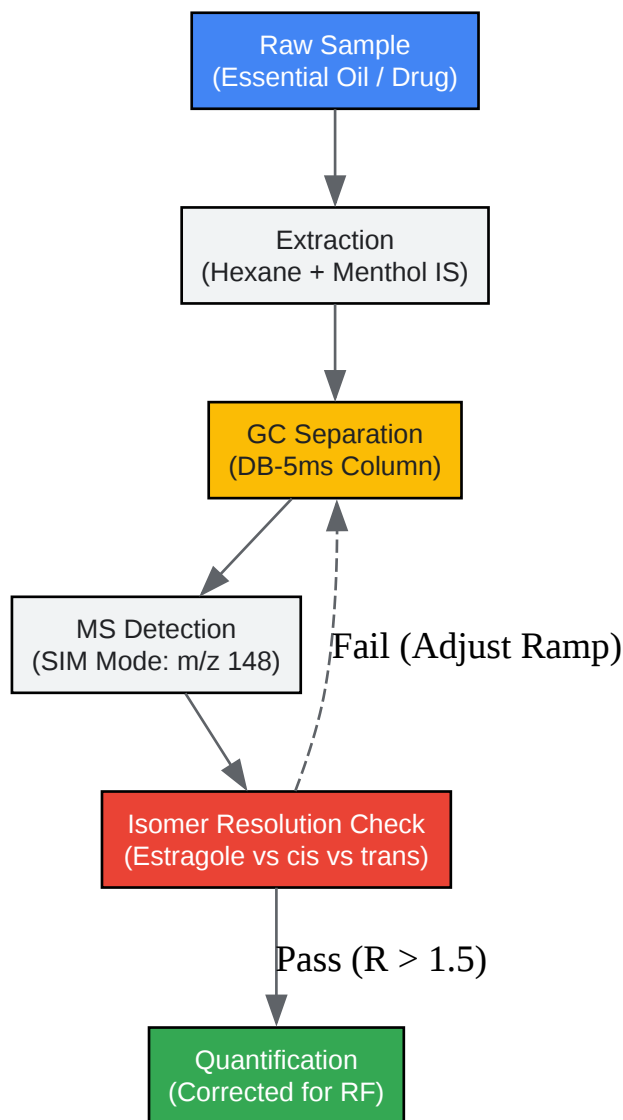 Raw Sample
(Essential Oil / Drug)
Extraction
(Hexane + Menthol IS)
GC Separation
(DB-5ms Column)
MS Detection
(SIM Mode: m/z 148)
Fail (Adjust Ramp)
Isomer Resolution Check
(Estragole vs cis vs trans)
Pass (R > 1.5)
Quantification
(Corrected for RF)